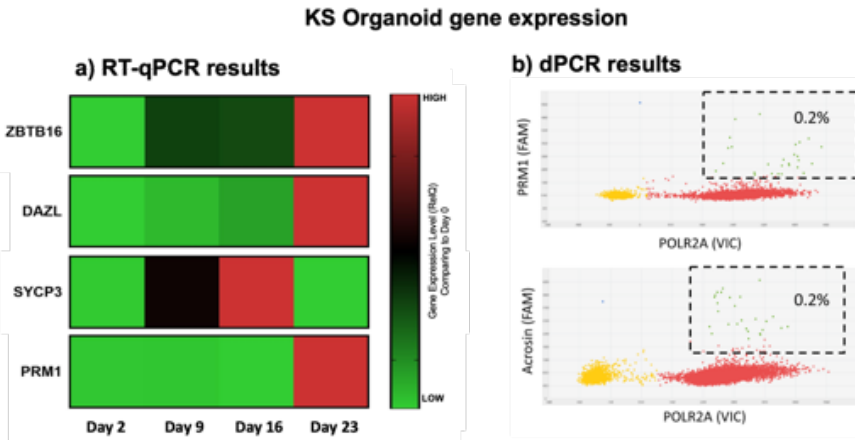 KS Organoid gene expression
a) RT-qPCR results
ZBTB16
DAZL
SYCP3
PRM1
Day 2
Day 9
Day 16
Day 23
HIGH
Gene Expression Level (RelQ)
Comparing to Day 0
LOW
b) dPCR results
PRM1 (FAM)
0.2%
POLR2A (VIC)
Acrosin (FAM)
0.2%
POLR2A (VIC)